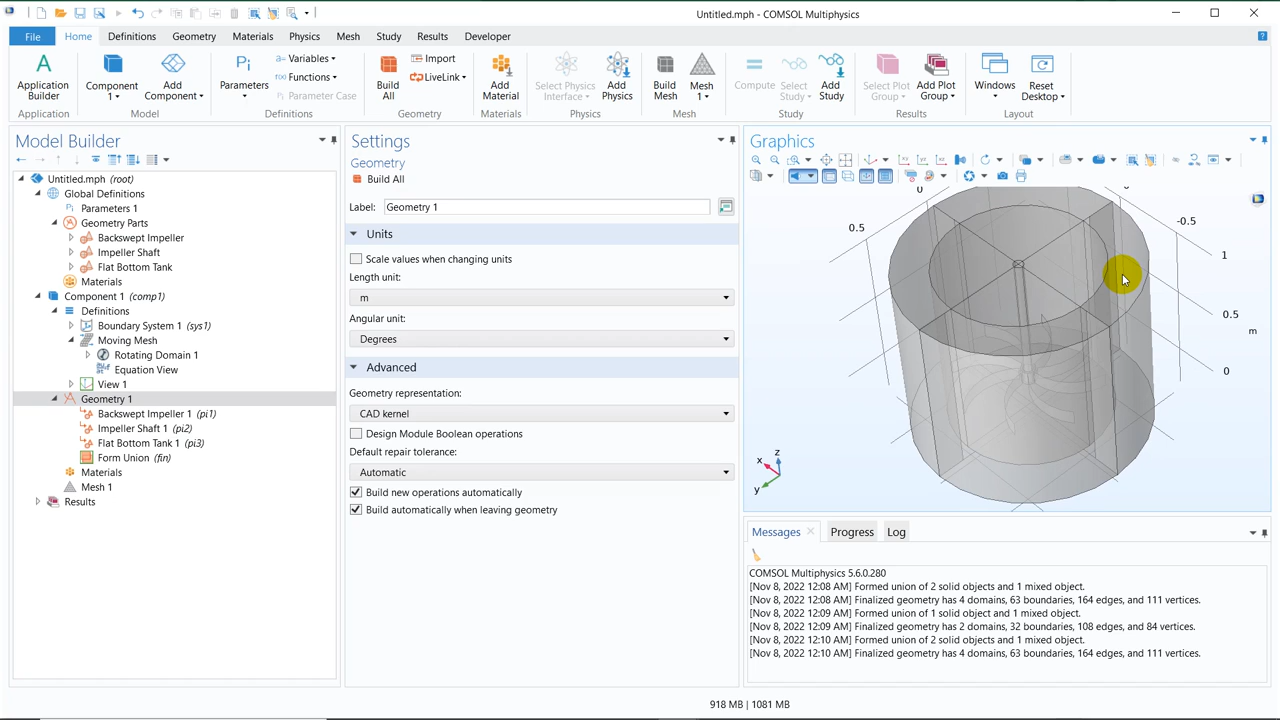 Untitled.mph - COMSOL Multiphysics
File Home Definitions Geometry Materials Physics Mesh Study Results Developer
A Pi a= Variables Import
f(x) Functions LiveLink
Parameter Case
Application Builder
Component 1
Add Component
Parameters
Build All
Add Material
Select Physics Interface
Add Physics
Build Mesh
Mesh 1
Compute
Select Study
Add Study
Select Plot Group
Add Plot Group
Windows
Reset Desktop
Application Model Definitions Geometry Materials Physics Mesh Study Results Layout
Model Builder
Untitled.mph (root)
Global Definitions
Pi Parameters 1
Geometry Parts
Backswept Impeller
Impeller Shaft
Flat Bottom Tank
Materials
Component 1 (comp1)
Definitions
Boundary System 1 (sys1)
Moving Mesh
Rotating Domain 1
Equation View
View 1
Geometry 1
Backswept Impeller 1 (pi1)
Impeller Shaft 1 (pi2)
Flat Bottom Tank 1 (pi3)
Form Union (fin)
Materials
Mesh 1
Results
Settings
Geometry
Build All
Label: Geometry 1
Units
Scale values when changing units
Length unit:
m
Angular unit:
Degrees
Advanced
Geometry representation:
CAD kernel
Design Module Boolean operations
Default repair tolerance:
Automatic
Build new operations automatically
Build automatically when leaving geometry
Graphics
xy yz xz
0
0.5
-0.5
1
0.5
m
0
x z
y
Messages Progress Log
COMSOL Multiphysics 5.6.0.280
[Nov 8, 2022 12:08 AM] Formed union of 2 solid objects and 1 mixed object.
[Nov 8, 2022 12:08 AM] Finalized geometry has 4 domains, 63 boundaries, 164 edges, and 111 vertices.
[Nov 8, 2022 12:09 AM] Formed union of 1 solid object and 1 mixed object.
[Nov 8, 2022 12:09 AM] Finalized geometry has 2 domains, 32 boundaries, 108 edges, and 84 vertices.
[Nov 8, 2022 12:10 AM] Formed union of 2 solid objects and 1 mixed object.
[Nov 8, 2022 12:10 AM] Finalized geometry has 4 domains, 63 boundaries, 164 edges, and 111 vertices.
918 MB | 1081 MB